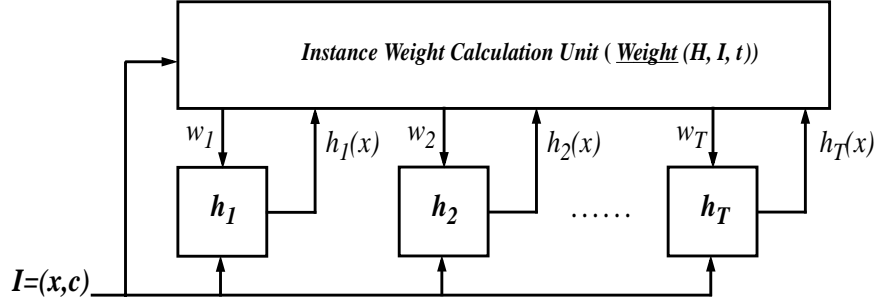 Instance Weight Calculation Unit ( Weight (H, I, t))
w1 h1(x) w2 h2(x) wT hT(x)
h1 h2 ...... hT
I=(x,c)